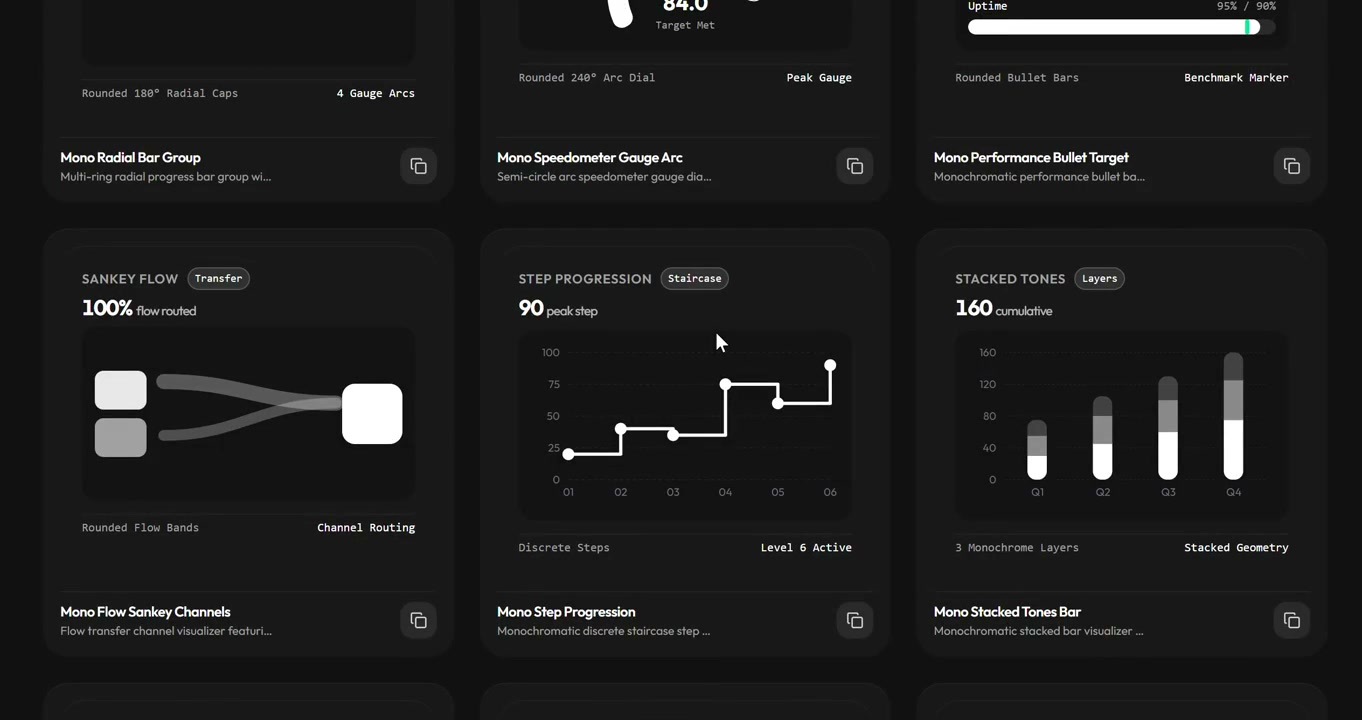 84.0
Target Met
Uptime 95% / 90%
Rounded 180° Radial Caps 4 Gauge Arcs
Rounded 240° Arc Dial Peak Gauge
Rounded Bullet Bars Benchmark Marker
Mono Radial Bar Group
Multi-ring radial progress bar group wi...
Mono Speedometer Gauge Arc
Semi-circle arc speedometer gauge dia...
Mono Performance Bullet Target
Monochromatic performance bullet ba...
SANKEY FLOW Transfer
100% flow routed
Rounded Flow Bands Channel Routing
Mono Flow Sankey Channels
Flow transfer channel visualizer featuri...
STEP PROGRESSION Staircase
90 peak step
100
75
50
25
0
01 02 03 04 05 06
Discrete Steps Level 6 Active
Mono Step Progression
Monochromatic discrete staircase step ...
STACKED TONES Layers
160 cumulative
160
120
80
40
0
Q1 Q2 Q3 Q4
3 Monochrome Layers Stacked Geometry
Mono Stacked Tones Bar
Monochromatic stacked bar visualizer ...